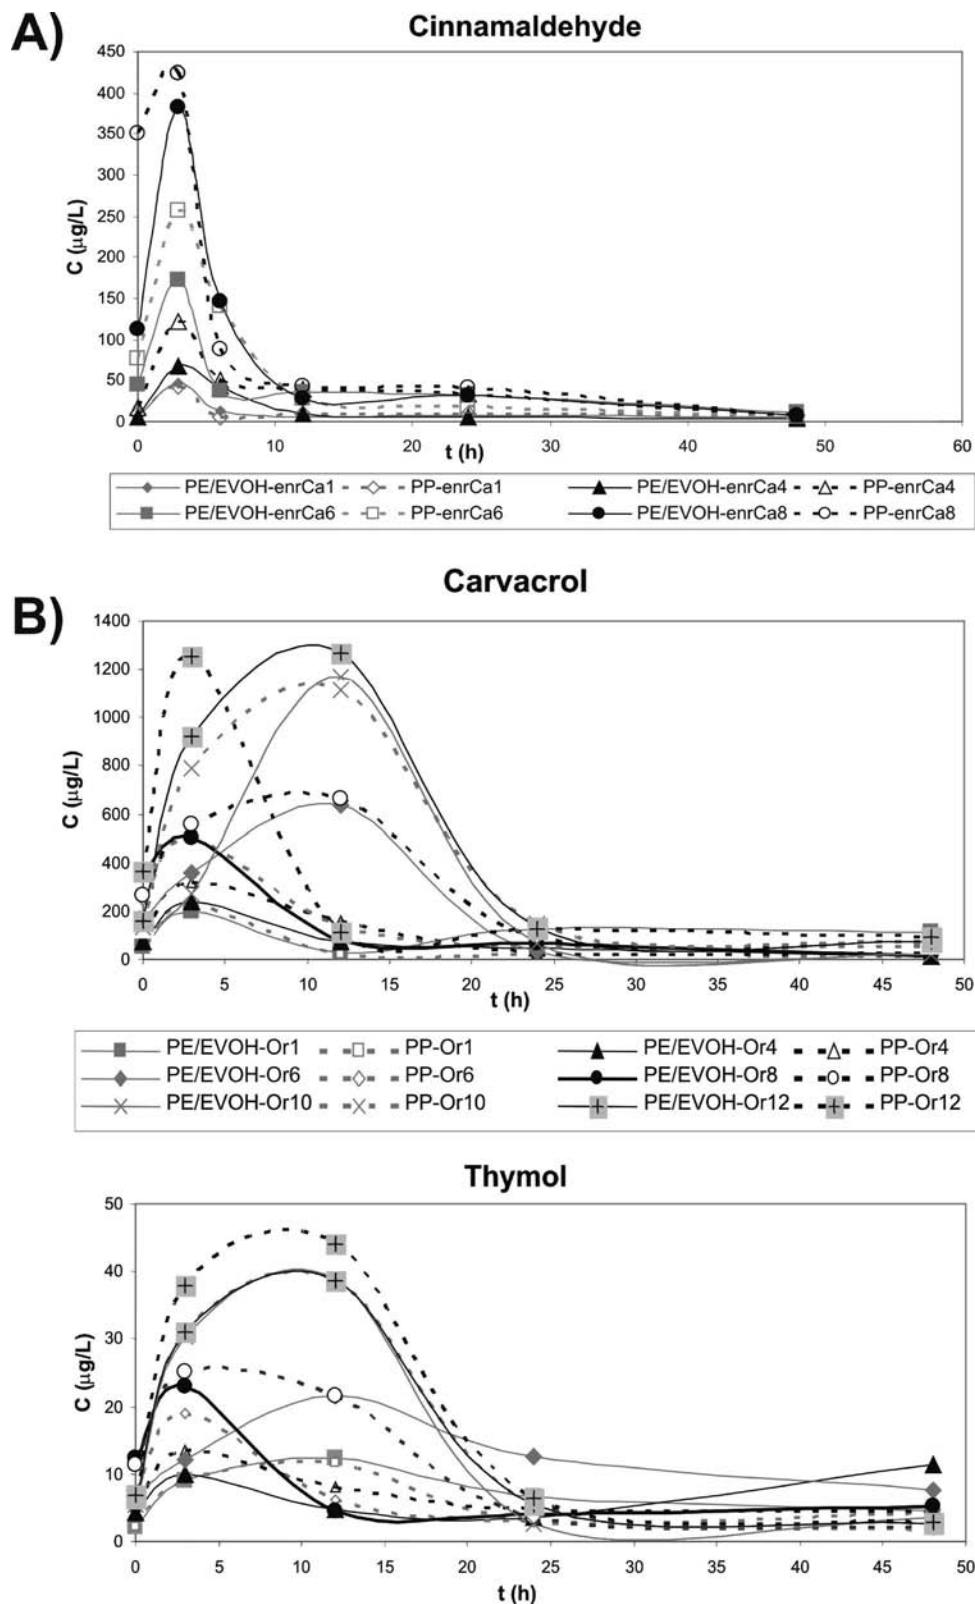 A)
Cinnamaldehyde
450
400
350
300
250
200
150
100
50
0
C (µg/L)
0 10 20 30 40 50 60
t (h)
PE/EVOH-enrCa1 PP-enrCa1 PE/EVOH-enrCa4 PP-enrCa4
PE/EVOH-enrCa6 PP-enrCa6 PE/EVOH-enrCa8 PP-enrCa8
B)
Carvacrol
1400
1200
1000
800
600
400
200
0
C (µg/L)
0 5 10 15 20 25 30 35 40 45 50
t (h)
PE/EVOH-Or1 PP-Or1 PE/EVOH-Or4 PP-Or4
PE/EVOH-Or6 PP-Or6 PE/EVOH-Or8 PP-Or8
PE/EVOH-Or10 PP-Or10 PE/EVOH-Or12 PP-Or12
Thymol
50
40
30
20
10
0
C (µg/L)
0 5 10 15 20 25 30 35 40 45 50
t (h)